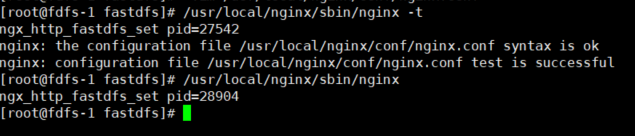 [root@fdfs-1 fastdfs]# /usr/local/nginx/sbin/nginx -t
ngx_http_fastdfs_set pid=27542
nginx: the configuration file /usr/local/nginx/conf/nginx.conf syntax is ok
nginx: configuration file /usr/local/nginx/conf/nginx.conf test is successful
[root@fdfs-1 fastdfs]# /usr/local/nginx/sbin/nginx
ngx_http_fastdfs_set pid=28904
[root@fdfs-1 fastdfs]#